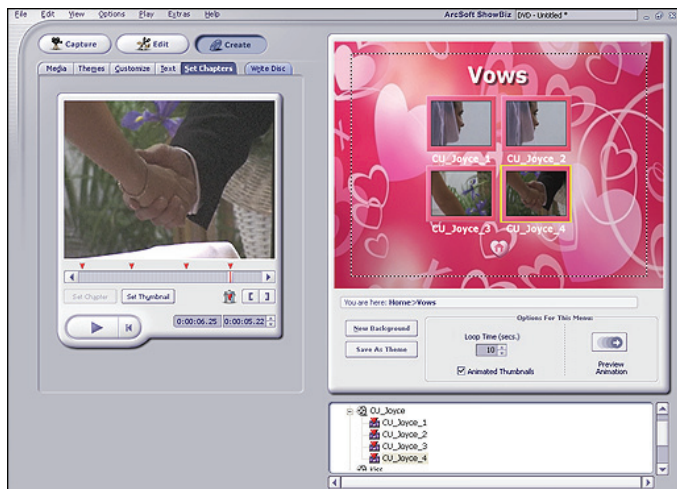 File Edit View Options Play Extras Help ArcSoft ShowBiz DVD - Untitled *
Capture Edit Create
Media Themes Customize Text Set Chapters Write Disc
Vows
CU_Joyce_1 CU_Joyce_2
CU_Joyce_3 CU_Joyce_4
Set Chapter Set Thumbnail
0:00:06.25 0:00:05.22
You are here: Home>Vows
New Background
Save As Theme
Options For This Menu:
Loop Time (secs.)
10
Animated Thumbnails
Preview
Animation
CU_Joyce
CU_Joyce_1
CU_Joyce_2
CU_Joyce_3
CU_Joyce_4